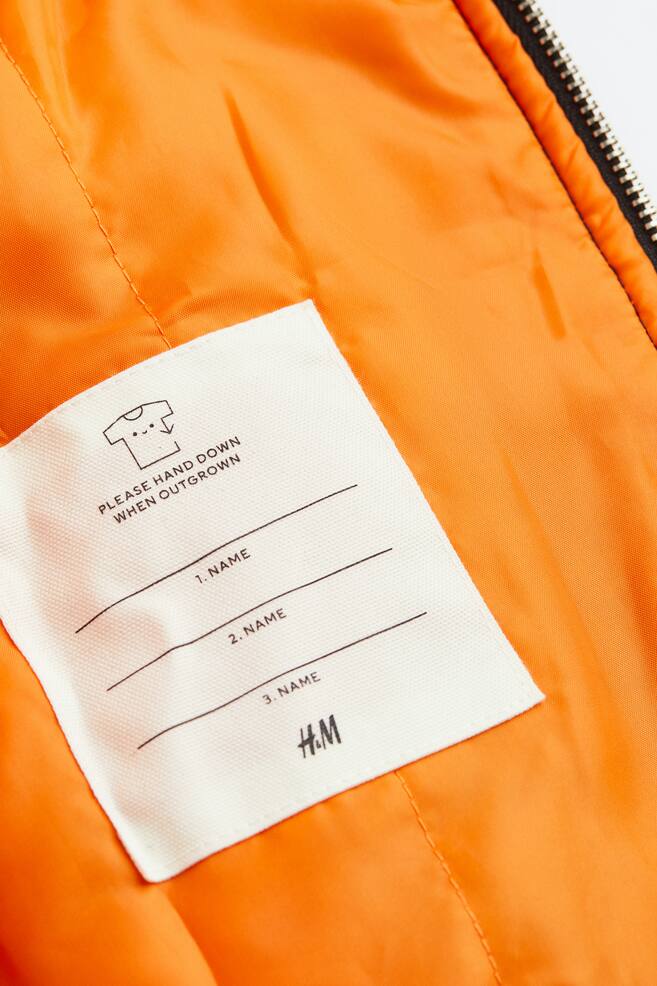 PLEASE HAND DOWN
WHEN OUTGROWN
1. NAME
2. NAME
3. NAME
H&M